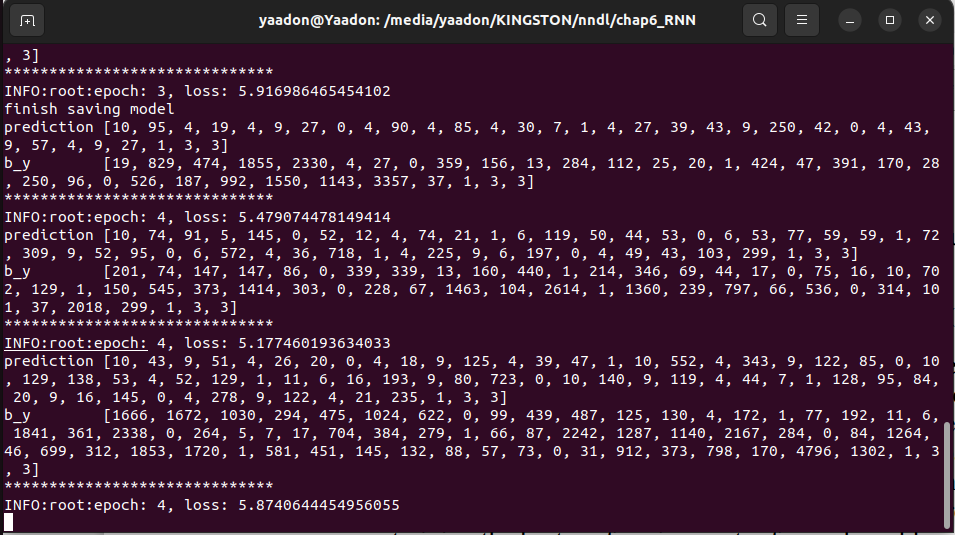 yaadon@Yaadon: /media/yaadon/KINGSTON/nndl/chap6_RNN
, 3]
******************************
INFO:root:epoch: 3, loss: 5.916986465454102
finish saving model
prediction [10, 95, 4, 19, 4, 9, 27, 0, 4, 90, 4, 85, 4, 30, 7, 1, 4, 27, 39, 43, 9, 250, 42, 0, 4, 43,
9, 57, 4, 9, 27, 1, 3, 3]
b_y        [19, 829, 474, 1855, 2330, 4, 27, 0, 359, 156, 13, 284, 112, 25, 20, 1, 424, 47, 391, 170, 28
, 250, 96, 0, 526, 187, 992, 1550, 1143, 3357, 37, 1, 3, 3]
******************************
INFO:root:epoch: 4, loss: 5.479074478149414
prediction [10, 74, 91, 5, 145, 0, 52, 12, 4, 74, 21, 1, 6, 119, 50, 44, 53, 0, 6, 53, 77, 59, 59, 1, 72
, 309, 9, 52, 95, 0, 6, 572, 4, 36, 718, 1, 4, 225, 9, 6, 197, 0, 4, 49, 43, 103, 299, 1, 3, 3]
b_y        [201, 74, 147, 147, 86, 0, 339, 339, 13, 160, 440, 1, 214, 346, 69, 44, 17, 0, 75, 16, 10, 70
2, 129, 1, 150, 545, 373, 1414, 303, 0, 228, 67, 1463, 104, 2614, 1, 1360, 239, 797, 66, 536, 0, 314, 10
1, 37, 2018, 299, 1, 3, 3]
******************************
INFO:root:epoch: 4, loss: 5.177460193634033
prediction [10, 43, 9, 51, 4, 26, 20, 0, 4, 18, 9, 125, 4, 39, 47, 1, 10, 552, 4, 343, 9, 122, 85, 0, 10
, 129, 138, 53, 4, 52, 129, 1, 11, 6, 16, 193, 9, 80, 723, 0, 10, 140, 9, 119, 4, 44, 7, 1, 128, 95, 84,
20, 9, 16, 145, 0, 4, 278, 9, 122, 4, 21, 235, 1, 3, 3]
b_y        [1666, 1672, 1030, 294, 475, 1024, 622, 0, 99, 439, 487, 125, 130, 4, 172, 1, 77, 192, 11, 6,
1841, 361, 2338, 0, 264, 5, 7, 17, 704, 384, 279, 1, 66, 87, 2242, 1287, 1140, 2167, 284, 0, 84, 1264,
46, 699, 312, 1853, 1720, 1, 581, 451, 145, 132, 88, 57, 73, 0, 31, 912, 373, 798, 170, 4796, 1302, 1, 3
, 3]
******************************
INFO:root:epoch: 4, loss: 5.8740644454956055